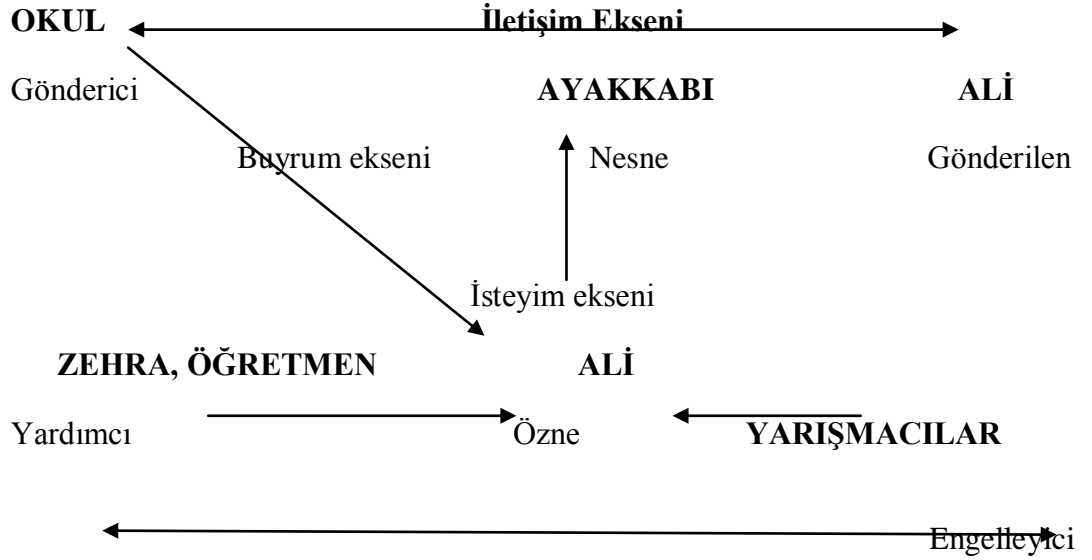 OKUL İletişim Ekseni
Gönderici AYAKKABI ALİ
Buyrum ekseni Nesne Gönderilen
İsteyim ekseni
ZEHRA, ÖĞRETMEN ALİ
Yardımcı Özne YARIŞMACILAR
Engelleyici